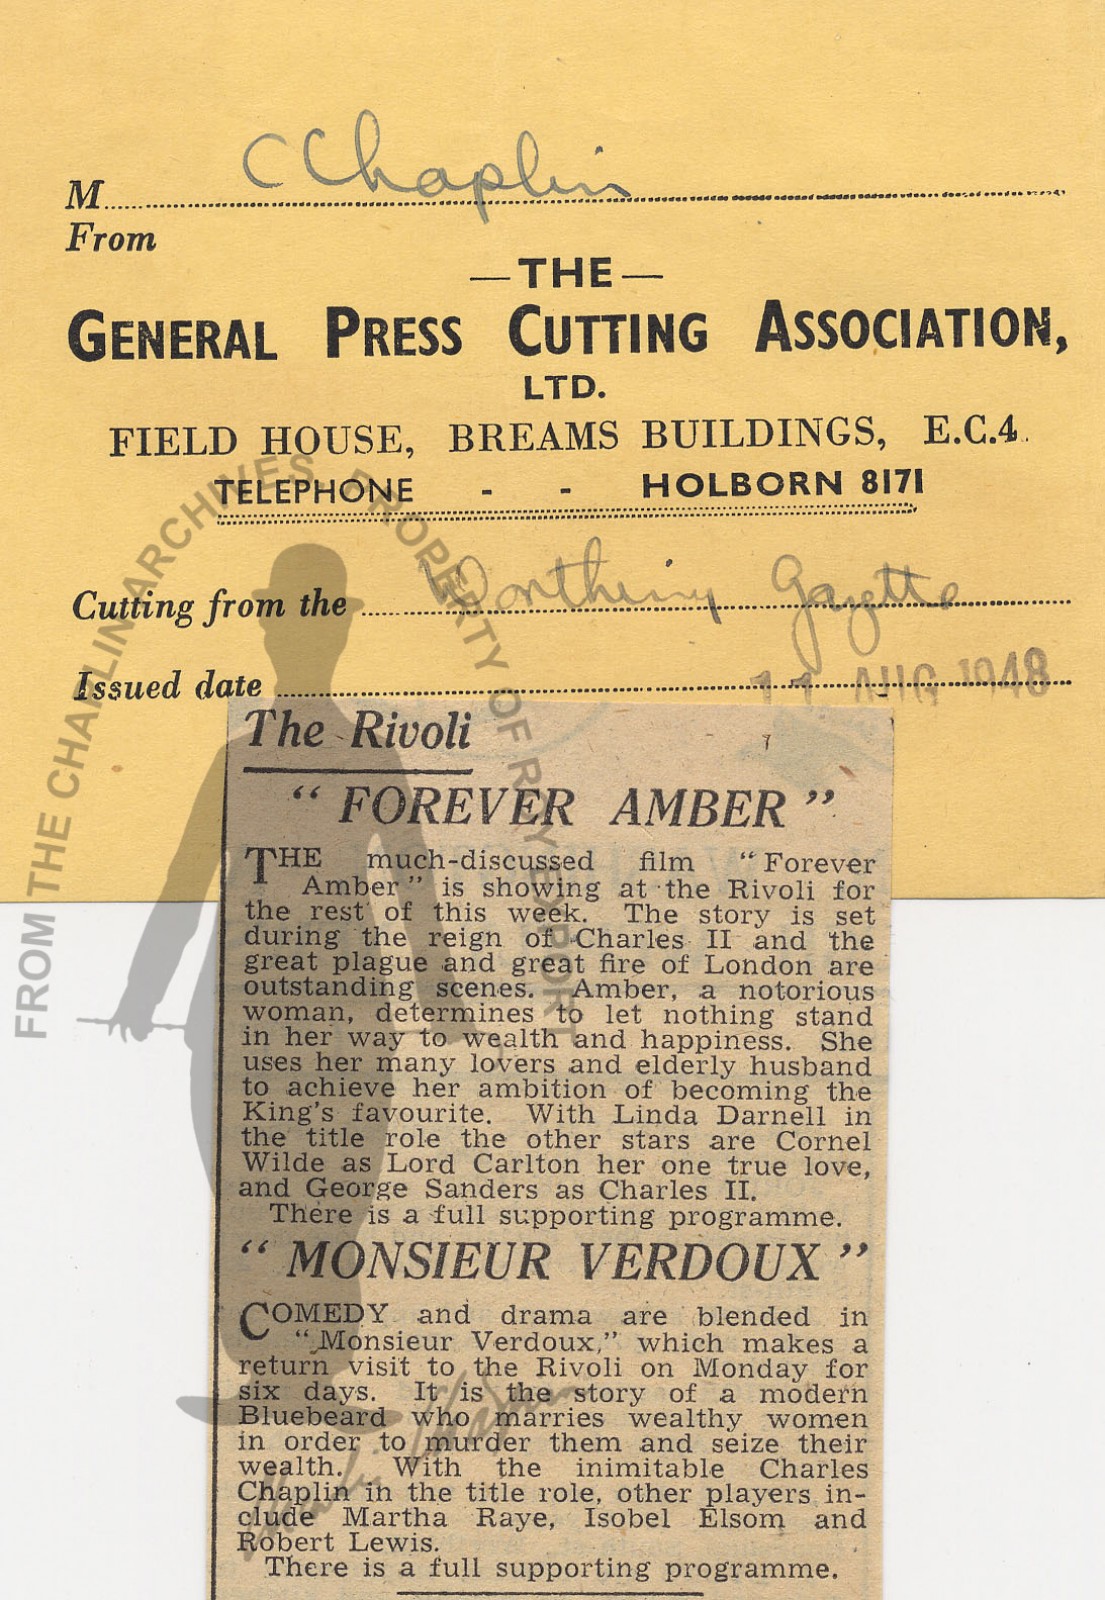 M C Chaplin
From
— THE —
GENERAL PRESS CUTTING ASSOCIATION,
LTD.
FIELD HOUSE, BREAMS BUILDINGS, E.C.4.
TELEPHONE - - HOLBORN 8171
Cutting from the Worthing Gazette
Issued date 11 AUG 1948
The Rivoli
“ FOREVER AMBER ”
THE much-discussed film “ Forever
Amber ” is showing at the Rivoli for
the rest of this week. The story is set
during the reign of Charles II and the
great plague and great fire of London are
outstanding scenes. Amber, a notorious
woman, determines to let nothing stand
in her way to wealth and happiness. She
uses her many lovers and elderly husband
to achieve her ambition of becoming the
King's favourite. With Linda Darnell in
the title role the other stars are Cornel
Wilde as Lord Carlton her one true love,
and George Sanders as Charles II.
There is a full supporting programme.
“ MONSIEUR VERDOUX ”
COMEDY and drama are blended in
“ Monsieur Verdoux,” which makes a
return visit to the Rivoli on Monday for
six days. It is the story of a modern
Bluebeard who marries wealthy women
in order to murder them and seize their
wealth. With the inimitable Charles
Chaplin in the title role, other players in-
clude Martha Raye, Isobel Elsom and
Robert Lewis.
There is a full supporting programme.
FROM THE CHAPLIN ARCHIVES. PROPERTY OF ROY EXPORT
Charlie Chaplin